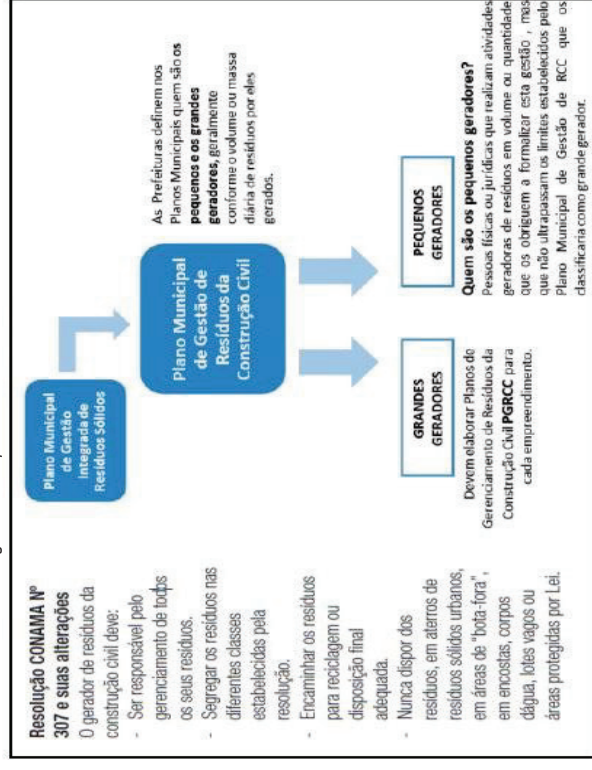 Resolução CONAMA Nº
307 e suas alterações
O gerador de resíduos da
construção civil deve:
- Ser responsável pelo
gerenciamento de todos
os seus resíduos.
- Segregar os resíduos nas
diferentes classes
estabelecidas pela
resolução.
- Encaminhar os resíduos
para reciclagem ou
disposição final
adequada.
- Nunca dispor dos
resíduos, em aterros de
resíduos sólidos urbanos,
em áreas de "bota-fora",
em encostas, corpos
dágua, lotes vagos ou
áreas protegidas por Lei.
Plano Municipal
de Gestão
Integrada de
Resíduos Sólidos
Plano Municipal
de Gestão de
Resíduos da
Construção Civil
As Prefeituras definem nos
Planos Municipais quem são os
pequenos e os grandes
geradores, geralmente
conforme o volume ou massa
diária de resíduos por eles
gerados.
GRANDES
GERADORES
Devem elaborar Planos de
Gerenciamento de Resíduos da
Construção Civil PGRCC para
cada empreendimento.
PEQUENOS
GERADORES
Quem são os pequenos geradores?
Pessoas físicas ou jurídicas que realizam atividades
geradoras de resíduos em volume ou quantidade
que os obriguem a formalizar esta gestão , mas
que não ultrapassam os limites estabelecidos pelo
Plano Municipal de Gestão de RCC que os
classificaria como grande gerador.